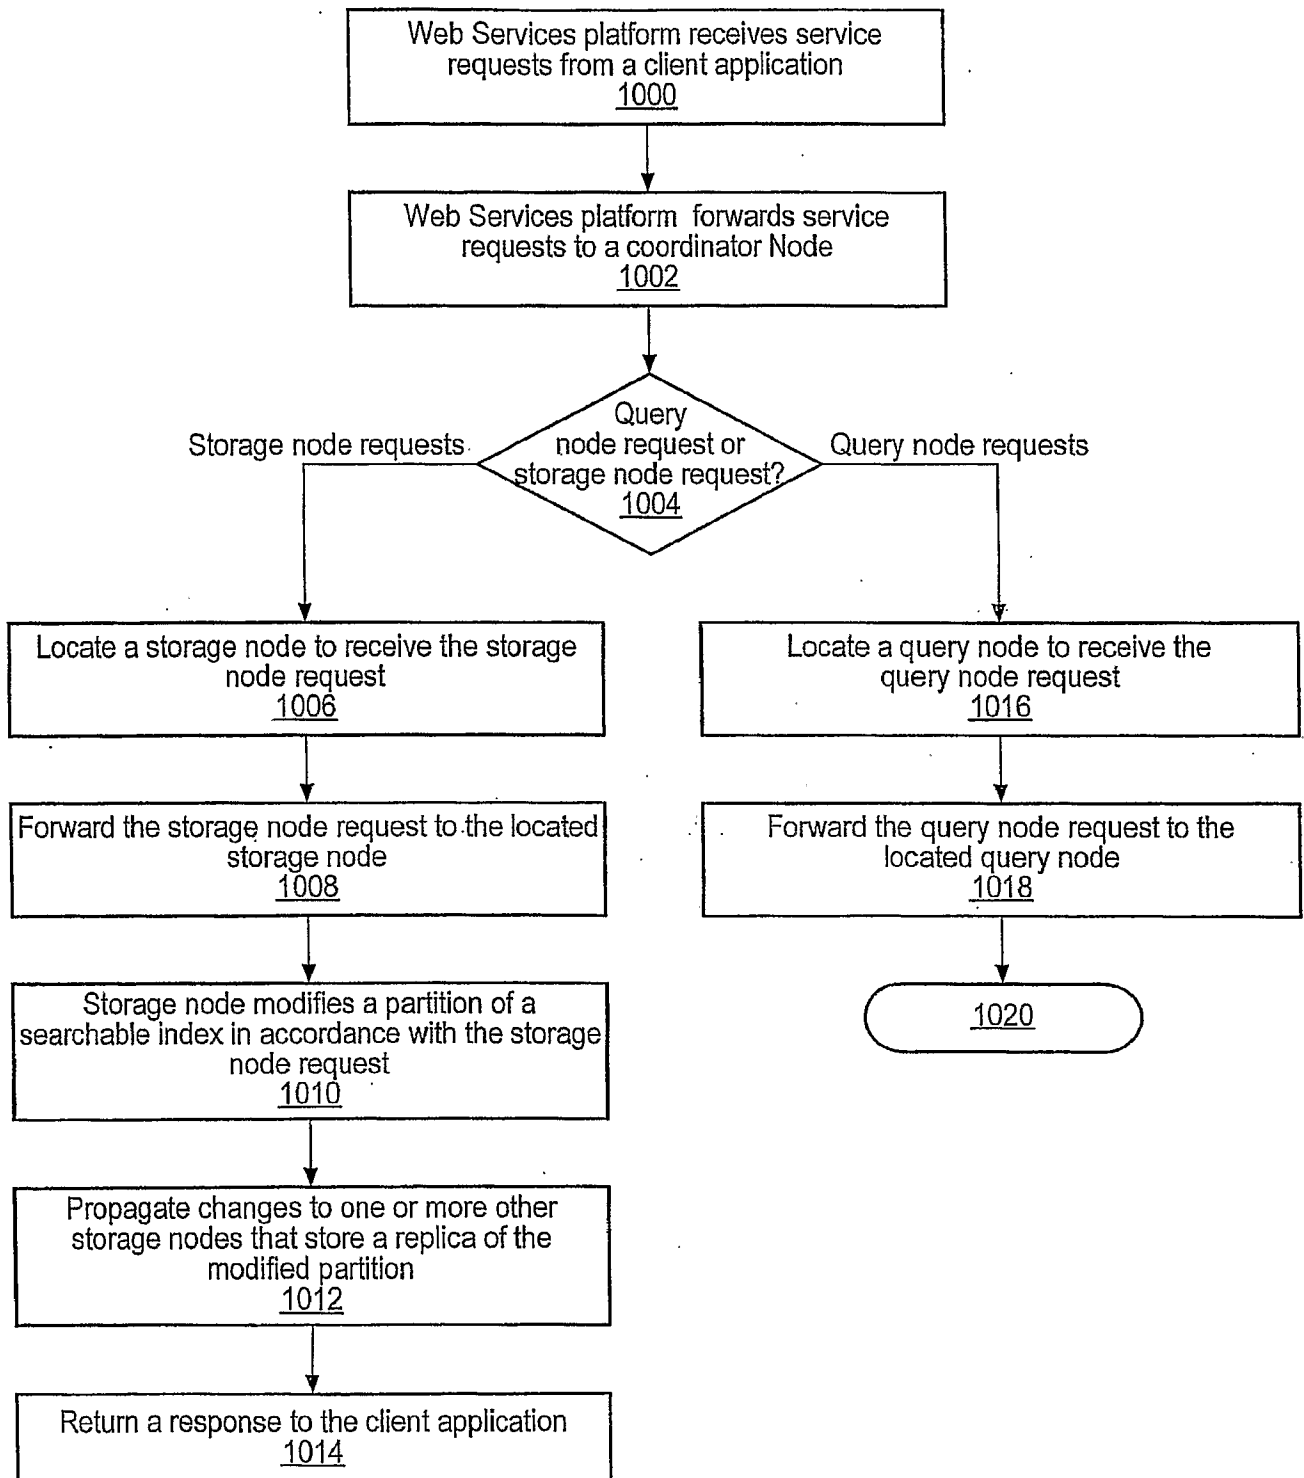 Web Services platform receives service
requests from a client application
1000
Web Services platform forwards service
requests to a coordinator Node
1002
Query
node request or
storage node request?
1004
Storage node requests
Query node requests
Locate a storage node to receive the storage
node request
1006
Locate a query node to receive the
query node request
1016
Forward the storage node request to the located
storage node
1008
Forward the query node request to the
located query node
1018
Storage node modifies a partition of a
searchable index in accordance with the storage
node request
1010
1020
Propagate changes to one or more other
storage nodes that store a replica of the
modified partition
1012
Return a response to the client application
1014